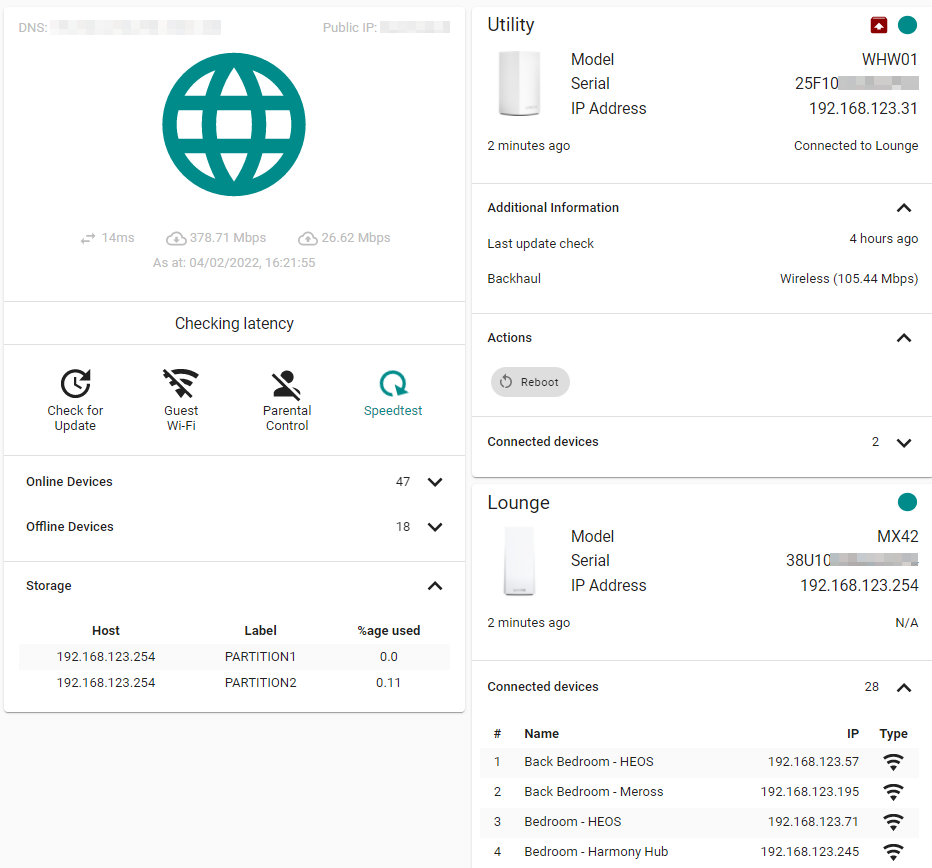 DNS:
Public IP:
14ms 378.71 Mbps 26.62 Mbps
As at: 04/02/2022, 16:21:55
Checking latency
Check for Update
Guest Wi-Fi
Parental Control
Speedtest
Online Devices 47
Offline Devices 18
Storage
Host Label %age used
192.168.123.254 PARTITION1 0.0
192.168.123.254 PARTITION2 0.11
Utility
Model WHW01
Serial 25F10
IP Address 192.168.123.31
2 minutes ago Connected to Lounge
Additional Information
Last update check 4 hours ago
Backhaul Wireless (105.44 Mbps)
Actions
Reboot
Connected devices 2
Lounge
Model MX42
Serial 38U10
IP Address 192.168.123.254
2 minutes ago N/A
Connected devices 28
# Name IP Type
1 Back Bedroom - HEOS 192.168.123.57
2 Back Bedroom - Meross 192.168.123.195
3 Bedroom - HEOS 192.168.123.71
4 Bedroom - Harmony Hub 192.168.123.245